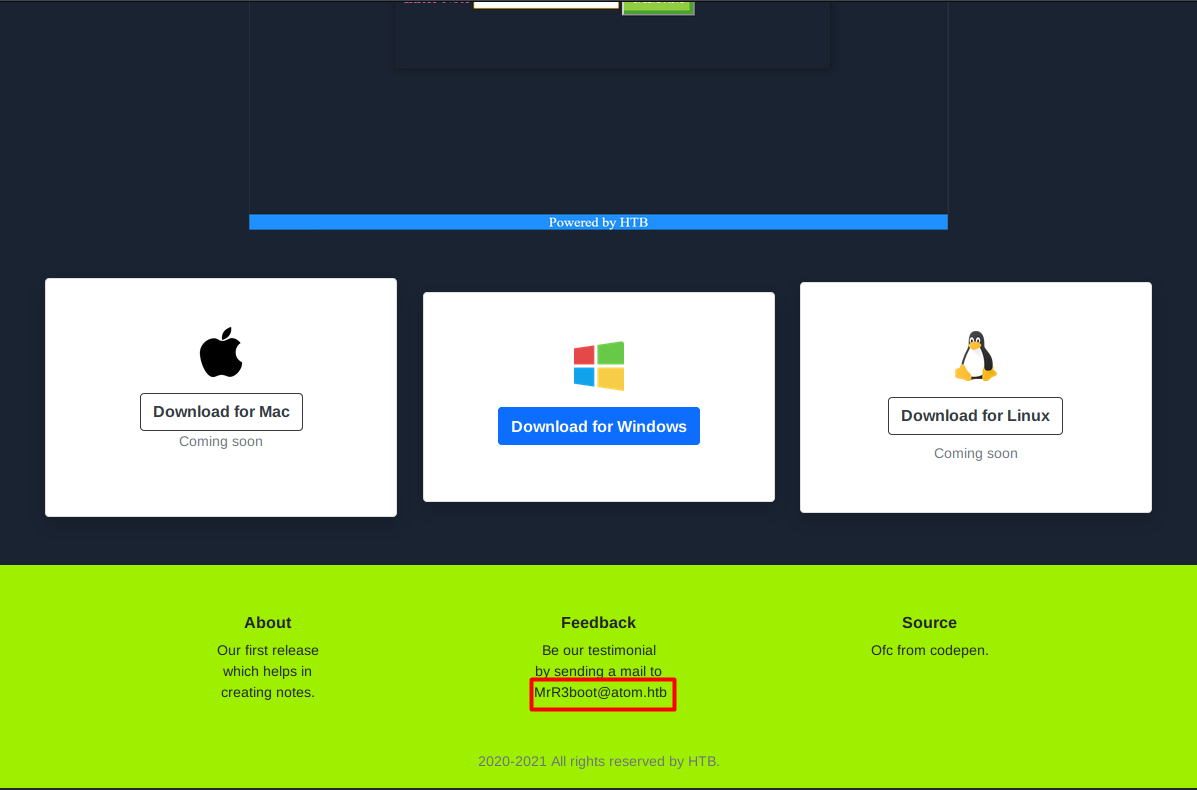 Powered by HTB
Download for Mac
Coming soon
Download for Windows
Download for Linux
Coming soon
About
Our first release
which helps in
creating notes.
Feedback
Be our testimonial
by sending a mail to
MrR3boot@atom.htb
Source
Ofc from codepen.
2020-2021 All rights reserved by HTB.